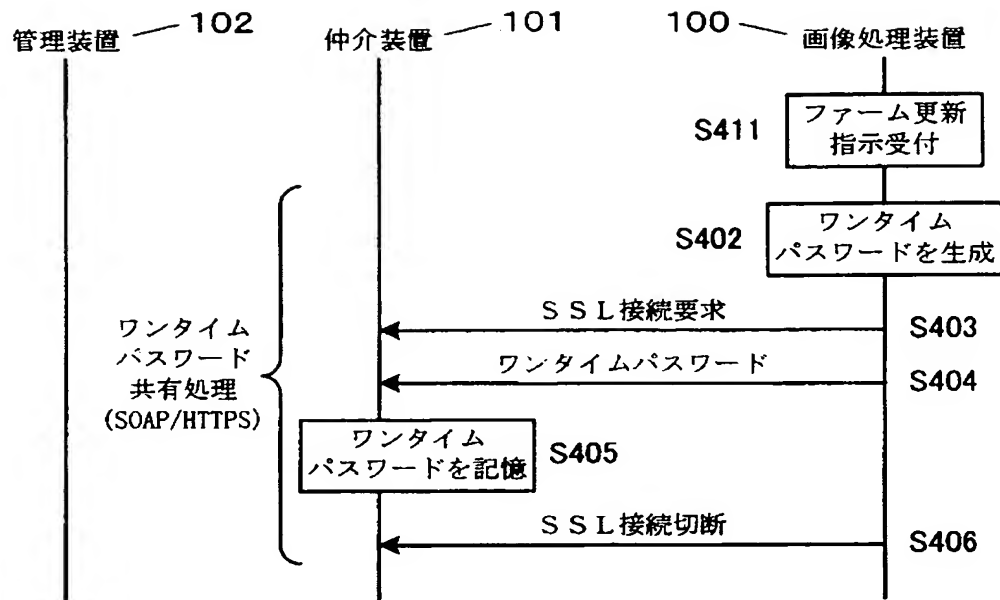 管理装置 102
仲介装置 101
100 画像処理装置
S411
ファーム更新
指示受付
S402
ワンタイム
パスワードを生成
SSL接続要求
S403
ワンタイムパスワード
S404
ワンタイム
パスワード
共有処理
(SOAP/HTTPS)
ワンタイム
パスワードを記憶
S405
SSL接続切断
S406